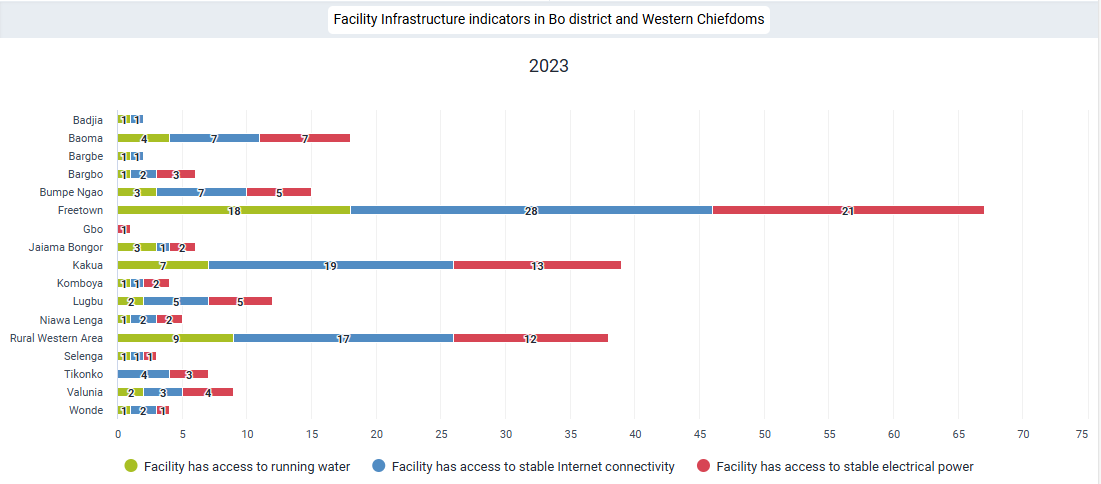 Facility Infrastructure indicators in Bo district and Western Chiefdoms
2023
Badjia 1 1
Baoma 4 7 7
Bargbe 1 1
Bargbo 1 2 3
Bumpe Ngao 3 7 5
Freetown 18 28 21
Gbo 1
Jaiama Bongor 3 1 2
Kakua 7 19 13
Komboya 1 1 2
Lugbu 2 5 5
Niawa Lenga 1 2 2
Rural Western Area 9 17 12
Selenga 1 1 1
Tikonko 4 3
Valunia 2 3 4
Wonde 1 2 1
0 5 10 15 20 25 30 35 40 45 50 55 60 65 70 75
Facility has access to running water Facility has access to stable Internet connectivity Facility has access to stable electrical power